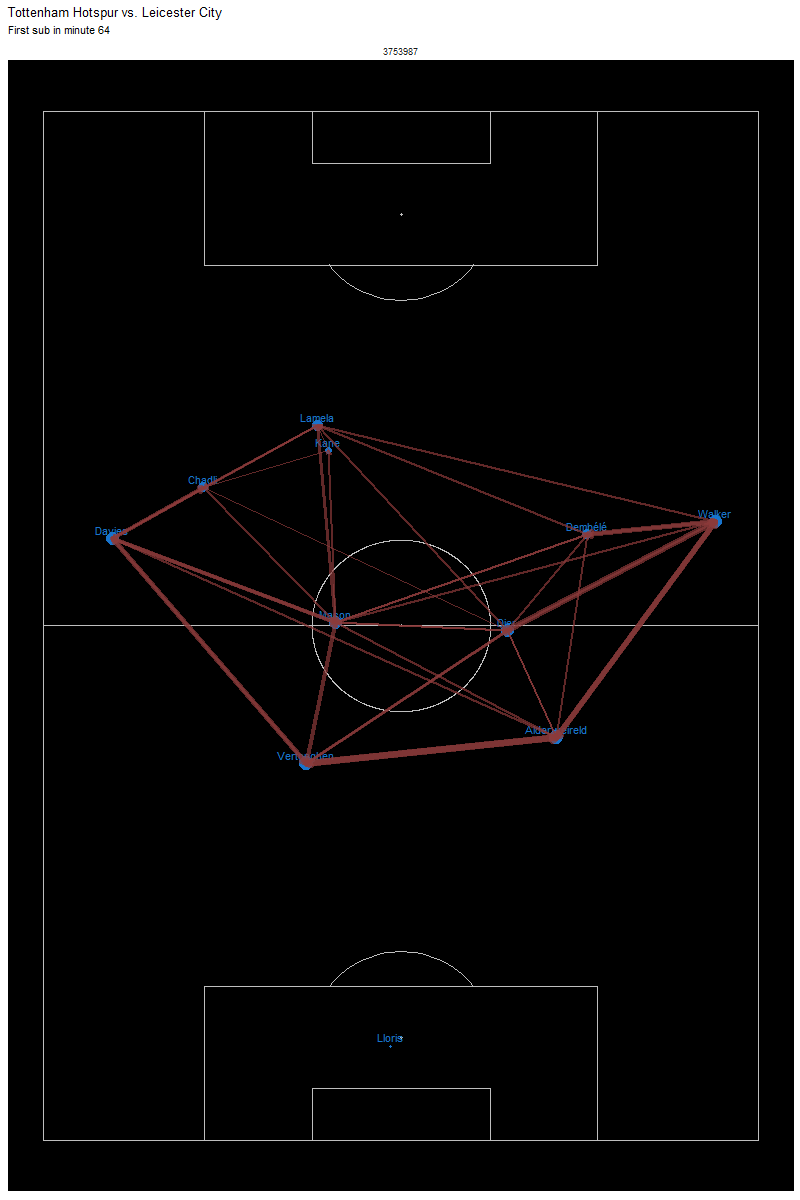 Tottenham Hotspur vs. Leicester City
First sub in minute 64
3753987
Lamela
Kane
Chadli
Walker
Dembélé
Davies
Mason
Dier
Alderweireld
Vertonghen
Lloris